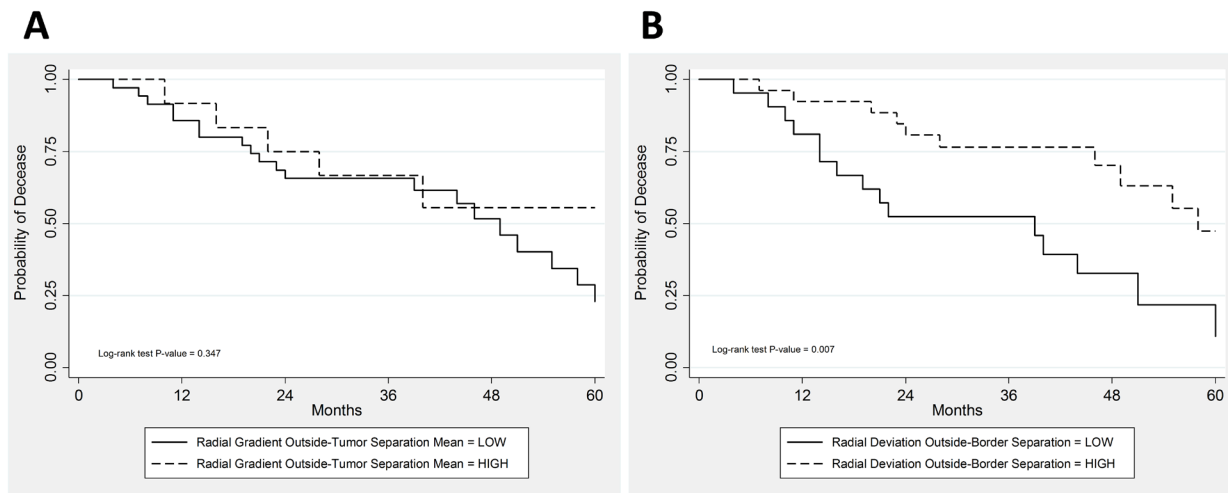 A
Probability of Decease
1.00
0.75
0.50
0.25
0.00
Log-rank test P-value = 0.347
0 12 24 36 48 60
Months
Radial Gradient Outside-Tumor Separation Mean = LOW
Radial Gradient Outside-Tumor Separation Mean = HIGH
B
Probability of Decease
1.00
0.75
0.50
0.25
0.00
Log-rank test P-value = 0.007
0 12 24 36 48 60
Months
Radial Deviation Outside-Border Separation = LOW
Radial Deviation Outside-Border Separation = HIGH